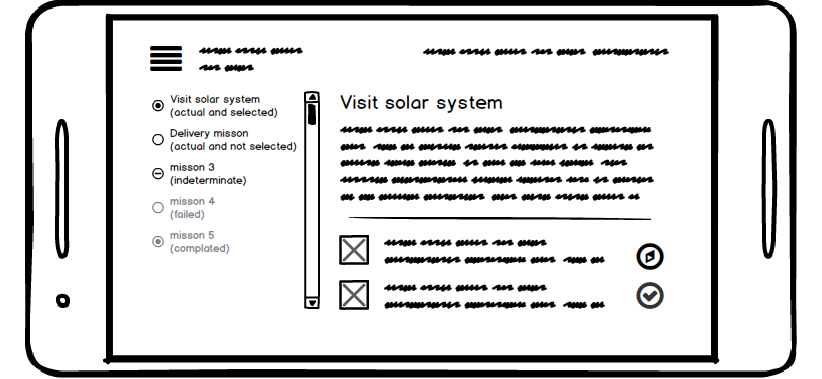 Visit solar system
(actual and selected)
Delivery misson
(actual and not selected)
misson 3
(indeterminate)
misson 4
(failed)
misson 5
(complated)
Visit solar system